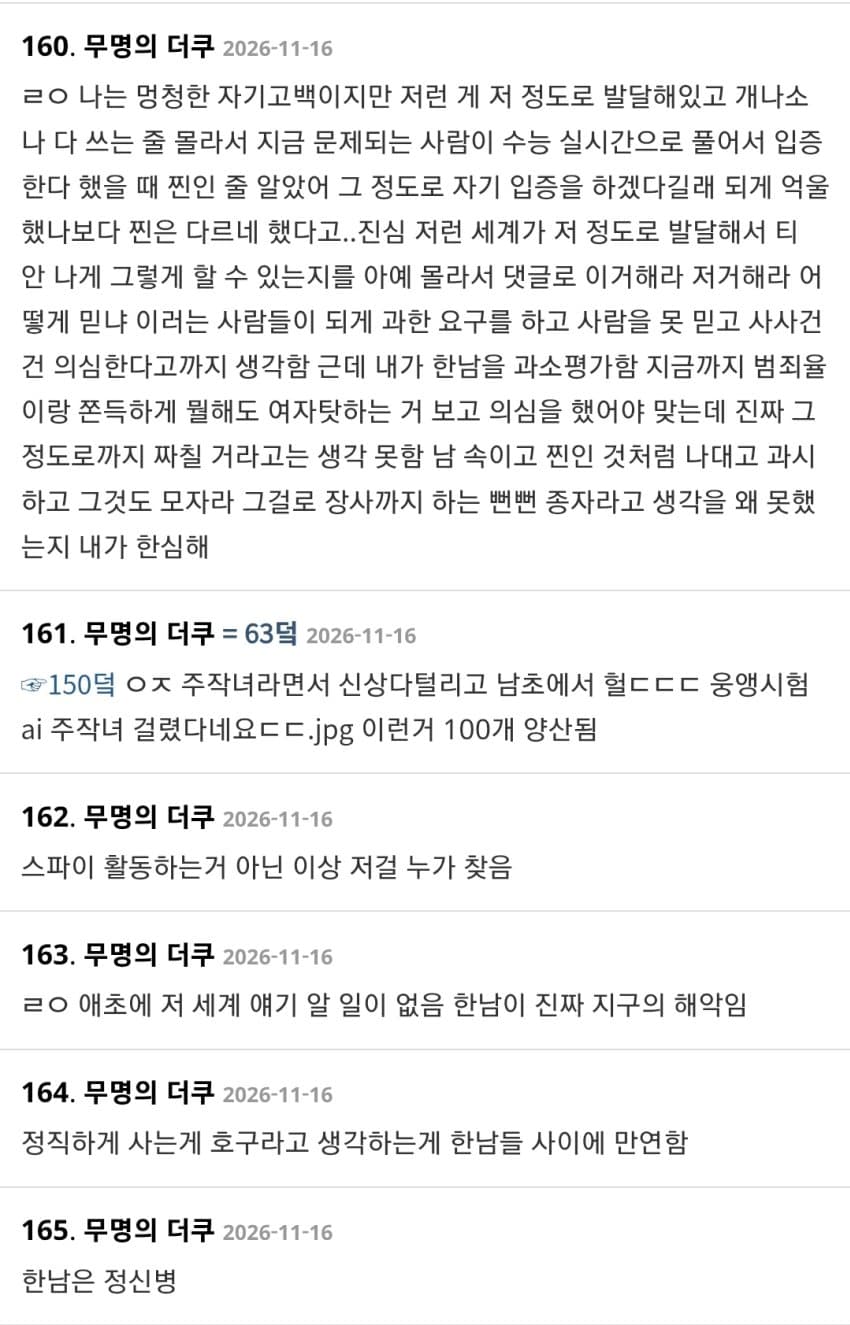 160. 무명의 더쿠 2026-11-16
ㄹㅇ 나는 멍청한 자기고백이지만 저런 게 저 정도로 발달해있고 개나소
나 다 쓰는 줄 몰라서 지금 문제되는 사람이 수능 실시간으로 풀어서 입증
한다 했을 때 찐인 줄 알았어 그 정도로 자기 입증을 하겠다길래 되게 억울
했나보다 찐은 다르네 했다고..진심 저런 세계가 저 정도로 발달해서 티
안 나게 그렇게 할 수 있는지를 아예 몰라서 댓글로 이거해라 저거해라 어
떻게 믿냐 이러는 사람들이 되게 과한 요구를 하고 사람을 못 믿고 사사건
건 의심한다고까지 생각함 근데 내가 한남을 과소평가함 지금까지 범죄율
이랑 쫀득하게 뭘해도 여자탓하는 거 보고 의심을 했어야 맞는데 진짜 그
정도로까지 짜칠 거라고는 생각 못함 남 속이고 찐인 것처럼 나대고 과시
하고 그것도 모자라 그걸로 장사까지 하는 뻔뻔 종자라고 생각을 왜 못했
는지 내가 한심해
161. 무명의 더쿠 = 63덬 2026-11-16
☞150덬 ㅇㅈ 주작녀라면서 신상다털리고 남초에서 헐ㄷㄷㄷ 웅앵시험
ai 주작녀 걸렸다네요ㄷㄷ.jpg 이런거 100개 양산됨
162. 무명의 더쿠 2026-11-16
스파이 활동하는거 아닌 이상 저걸 누가 찾음
163. 무명의 더쿠 2026-11-16
ㄹㅇ 애초에 저 세계 얘기 알 일이 없음 한남이 진짜 지구의 해악임
164. 무명의 더쿠 2026-11-16
정직하게 사는게 호구라고 생각하는게 한남들 사이에 만연함
165. 무명의 더쿠 2026-11-16
한남은 정신병